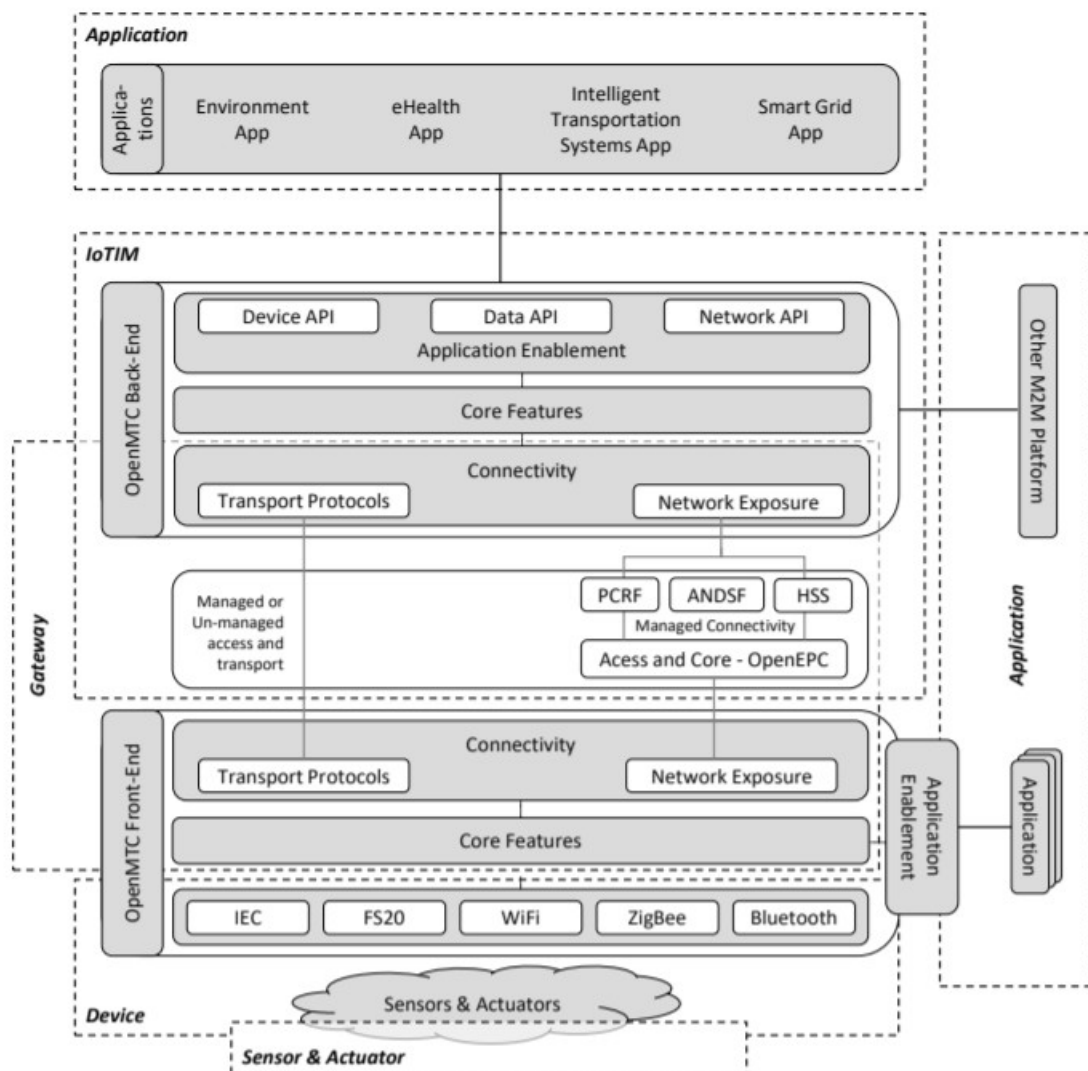 Application
Applica-
tions
Environment
App
eHealth
App
Intelligent
Transportation
Systems App
Smart Grid
App
IoTIM
OpenMTC Back-End
Device API
Data API
Network API
Application Enablement
Core Features
Connectivity
Transport Protocols
Network Exposure
Other M2M Platform
Gateway
Managed or
Un-managed
access and
transport
PCRF
ANDSF
HSS
Managed Connectivity
Acess and Core - OpenEPC
Application
OpenMTC Front-End
Connectivity
Transport Protocols
Network Exposure
Core Features
Application
Enablement
Application
IEC
FS20
WiFi
ZigBee
Bluetooth
Device
Sensors & Actuators
Sensor & Actuator